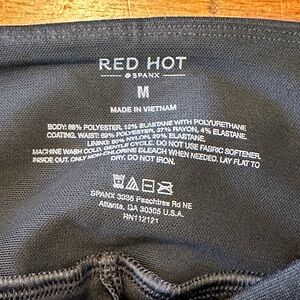 RED HOT
SPANX
M
MADE IN VIETNAM
BODY: 88% POLYESTER, 12% ELASTANE WITH POLYURETHANE
COATING. WAIST: 69% POLYESTER, 27% RAYON, 4% ELASTANE.
LINING: 80% NYLON, 20% ELASTANE.
MACHINE WASH COLD, GENTLE CYCLE. DO NOT USE FABRIC SOFTENER.
INSIDE OUT. ONLY NON-CHLORINE BLEACH WHEN NEEDED. LAY FLAT TO
DRY. DO NOT IRON.
SPANX 3035 Peachtree Rd NE
Atlanta, GA 30305 U.S.A.
RN112121